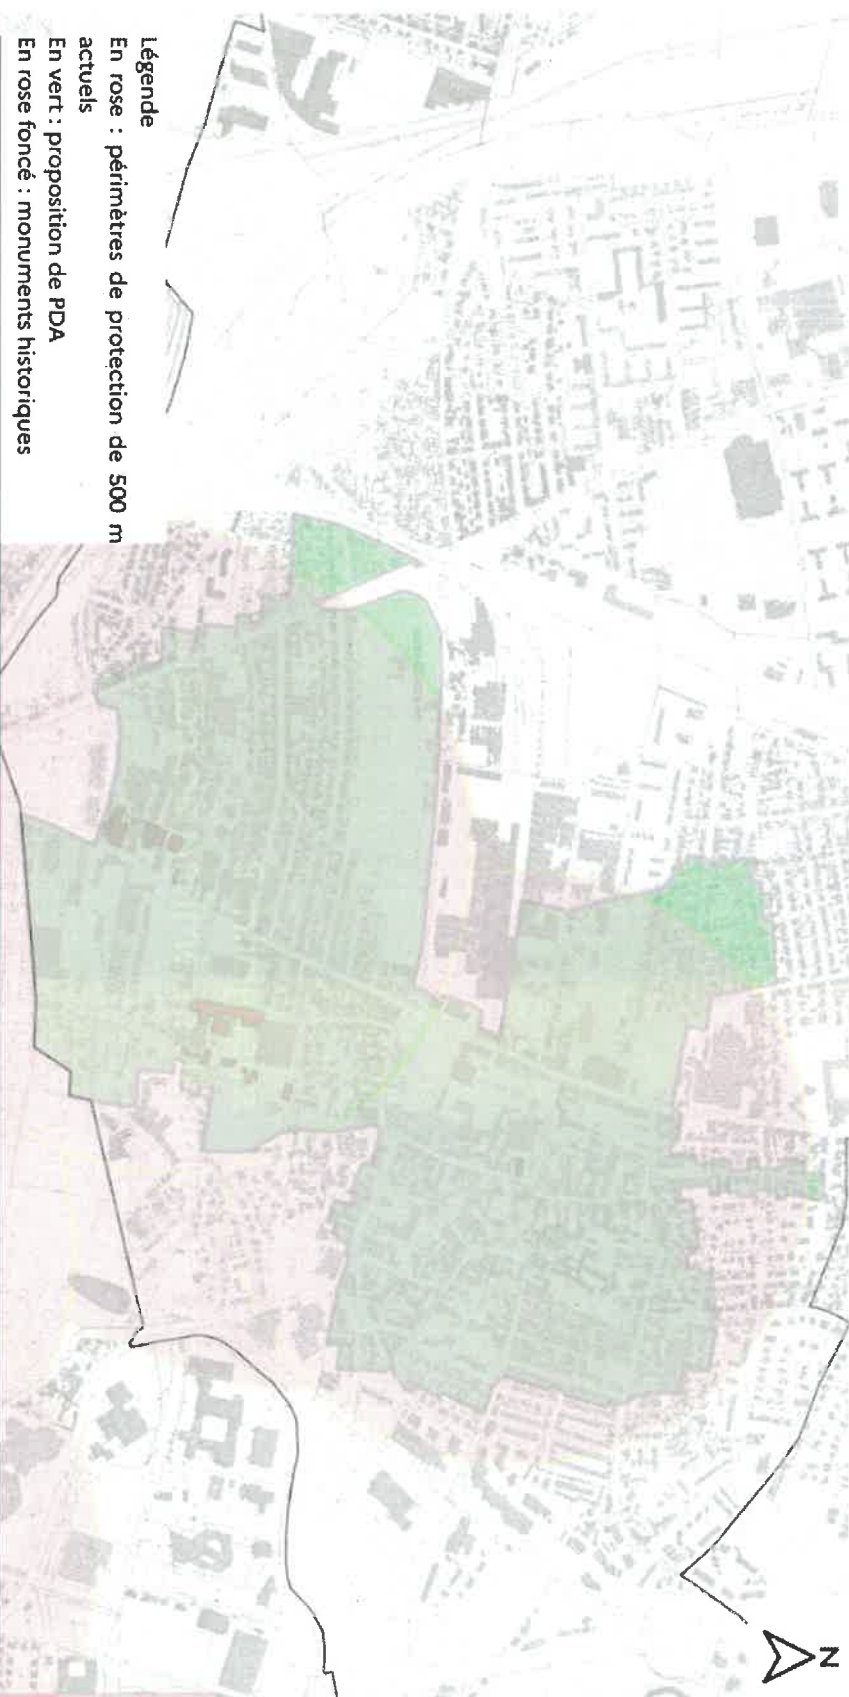 Légende
En rose : périmètres de protection de 500 m
actuels
En vert : proposition de PDA
En rose foncé : monuments historiques
N